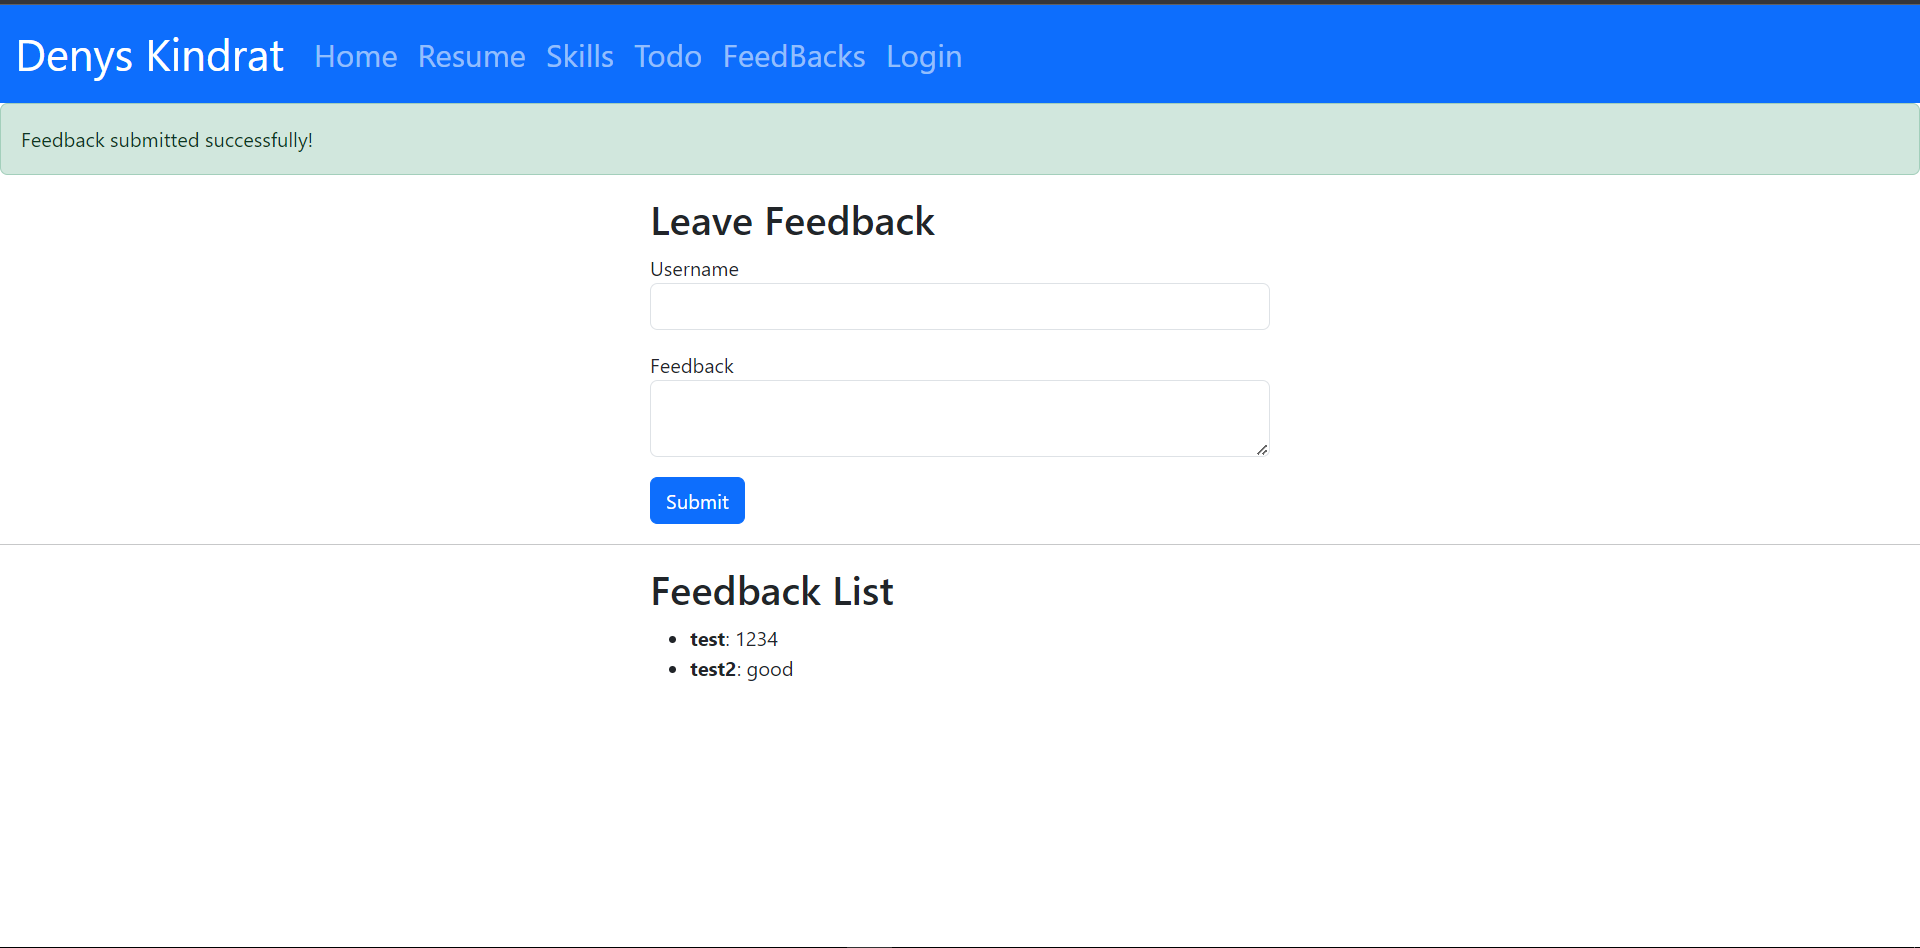 Denys Kindrat Home Resume Skills Todo FeedBacks Login
Feedback submitted successfully!
Leave Feedback
Username
Feedback
Submit
Feedback List
test: 1234
test2: good